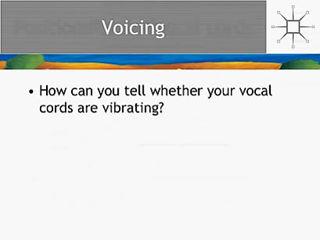 Voicing
• How can you tell whether your vocal
cords are vibrating?